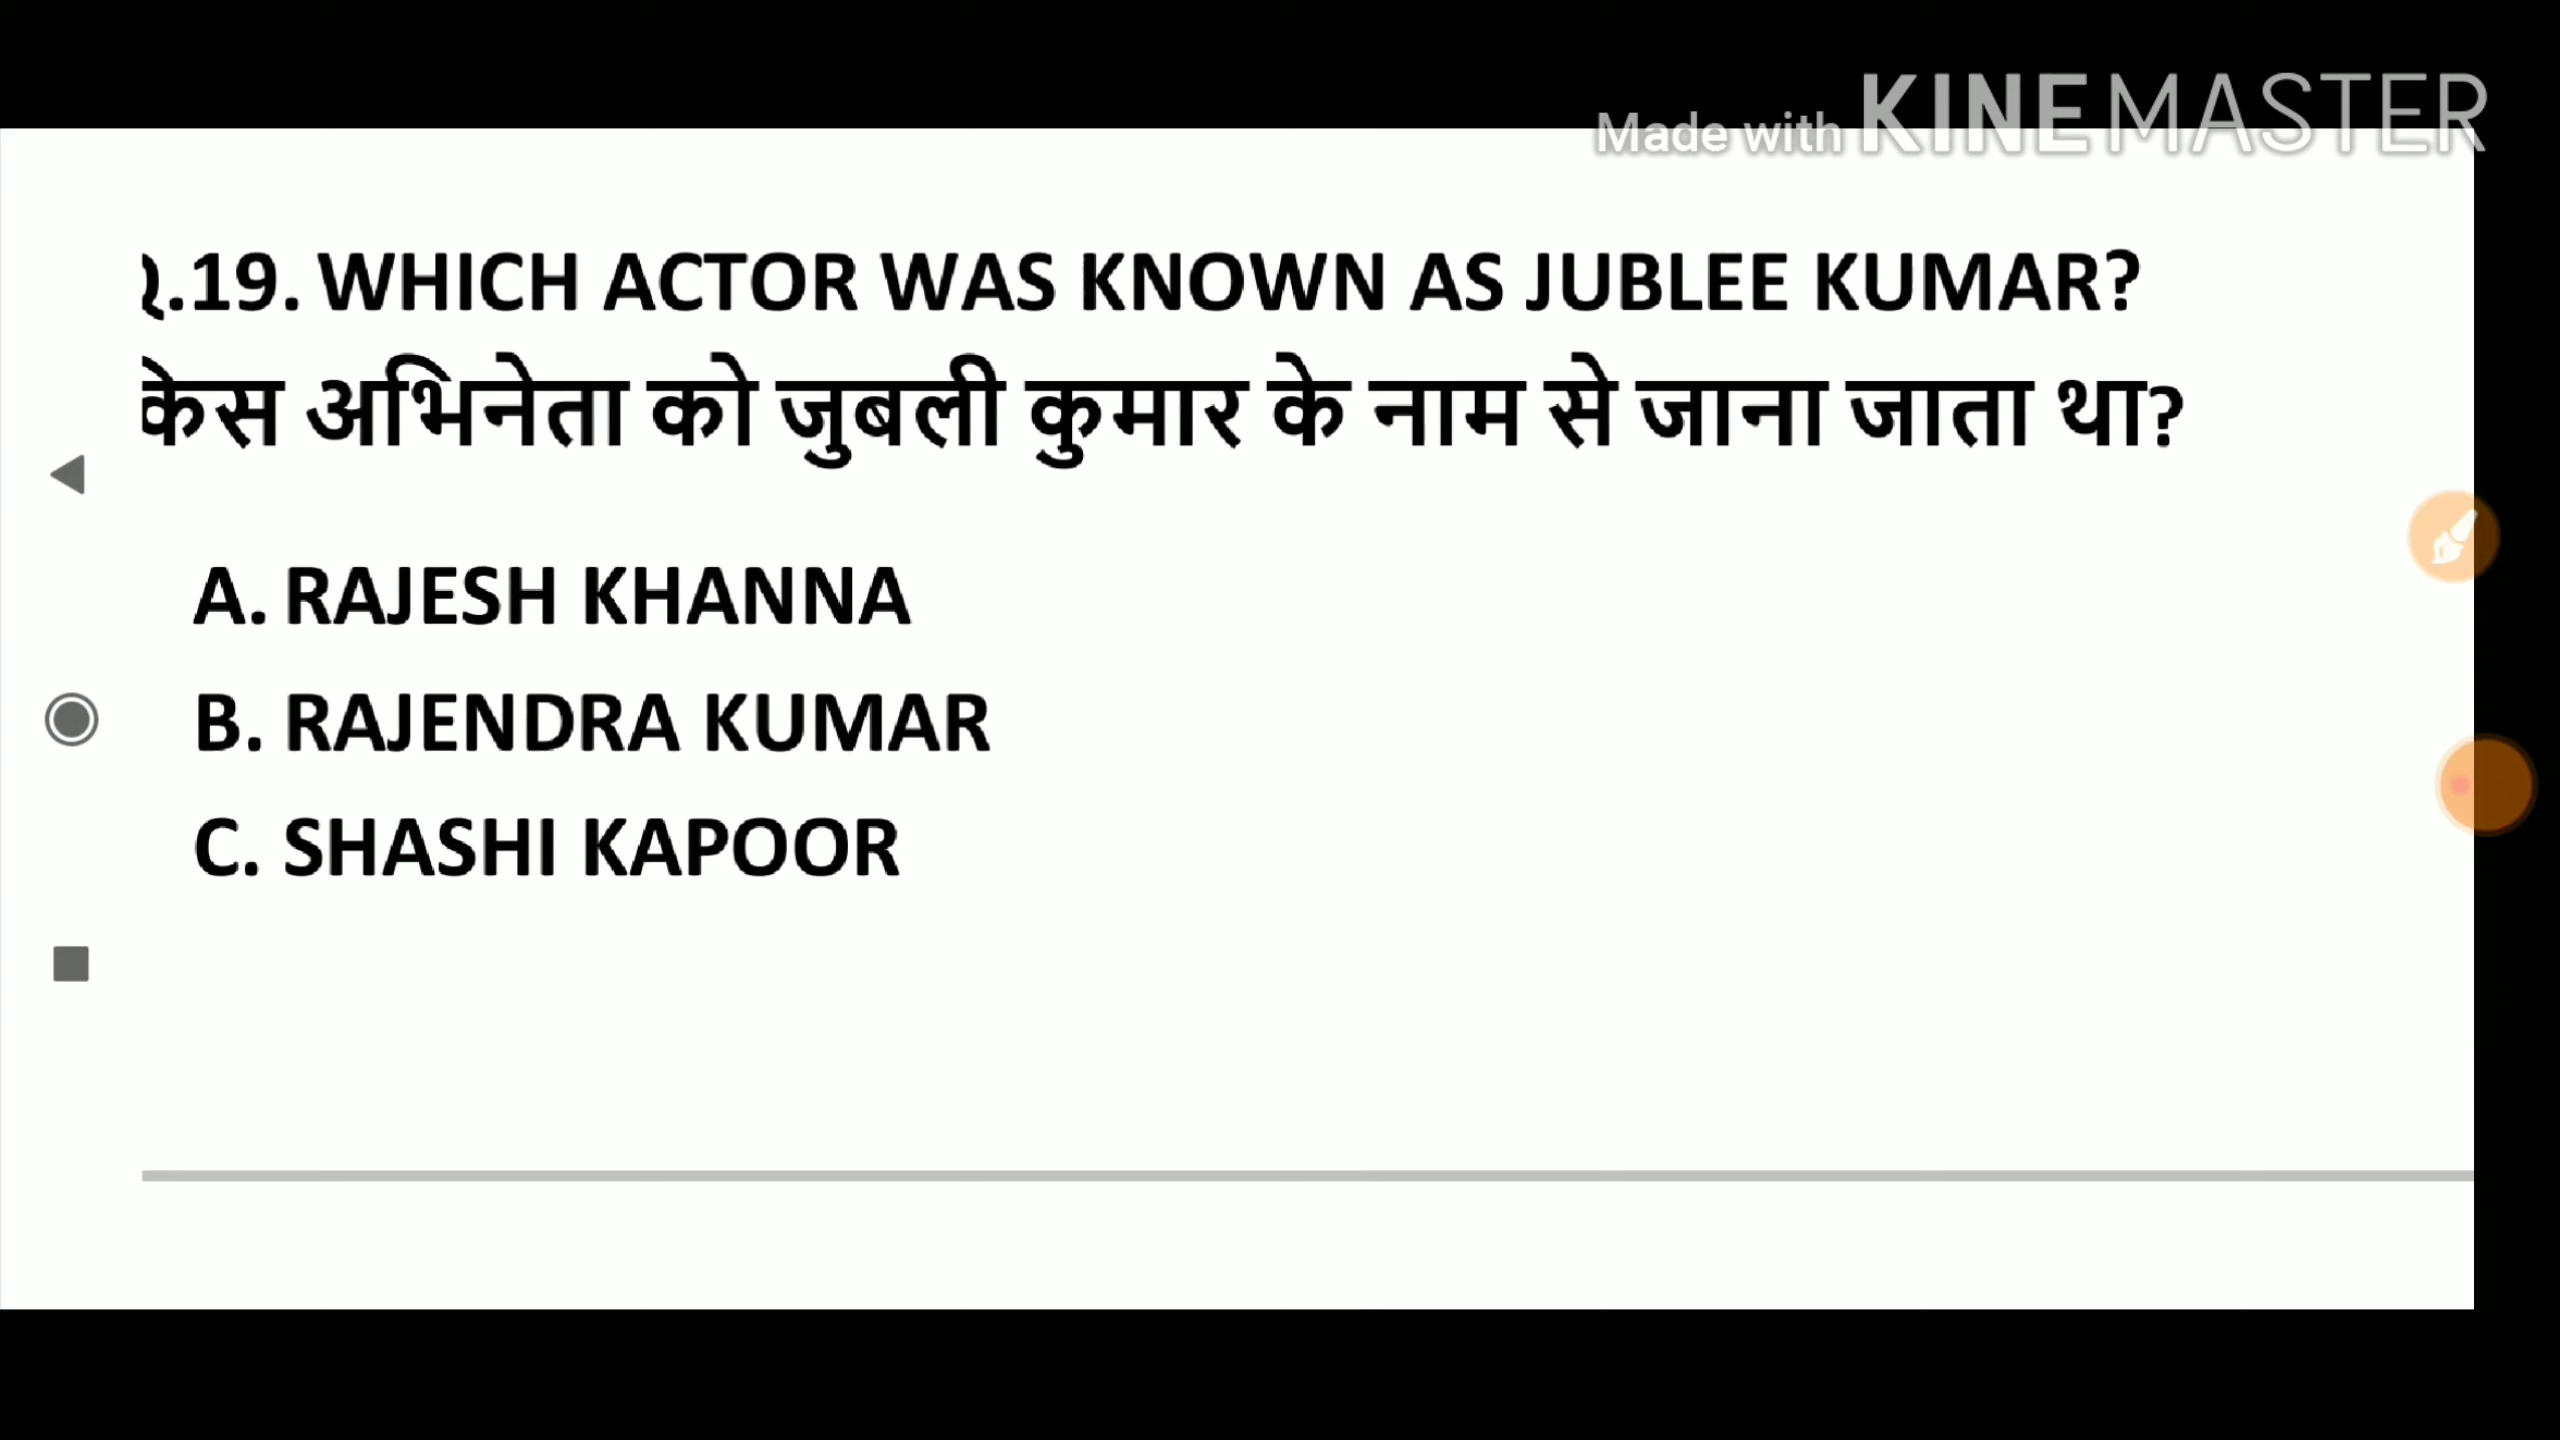 Made with KINEMASTER
Q.19. WHICH ACTOR WAS KNOWN AS JUBLEE KUMAR?
अभिनेता को जुबली कुमार के नाम से जाना जाता था?
A. RAJESH KHANNA
B. RAJENDRA KUMAR
C. SHASHI KAPOOR